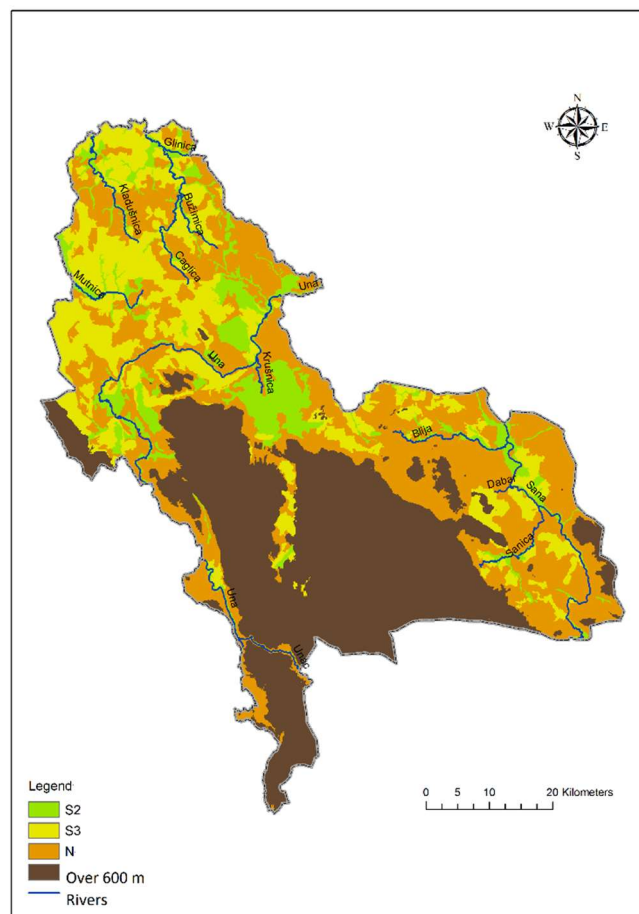 N
W E
S
Glinica
Kladušnica
Bužimica
Čaglica
Mutnica
Una
Una
Krušnica
Blija
Dabar
Sana
Sanica
Una
Unac
Legend
S2
S3
N
Over 600 m
Rivers
0 5 10 20 Kilometers